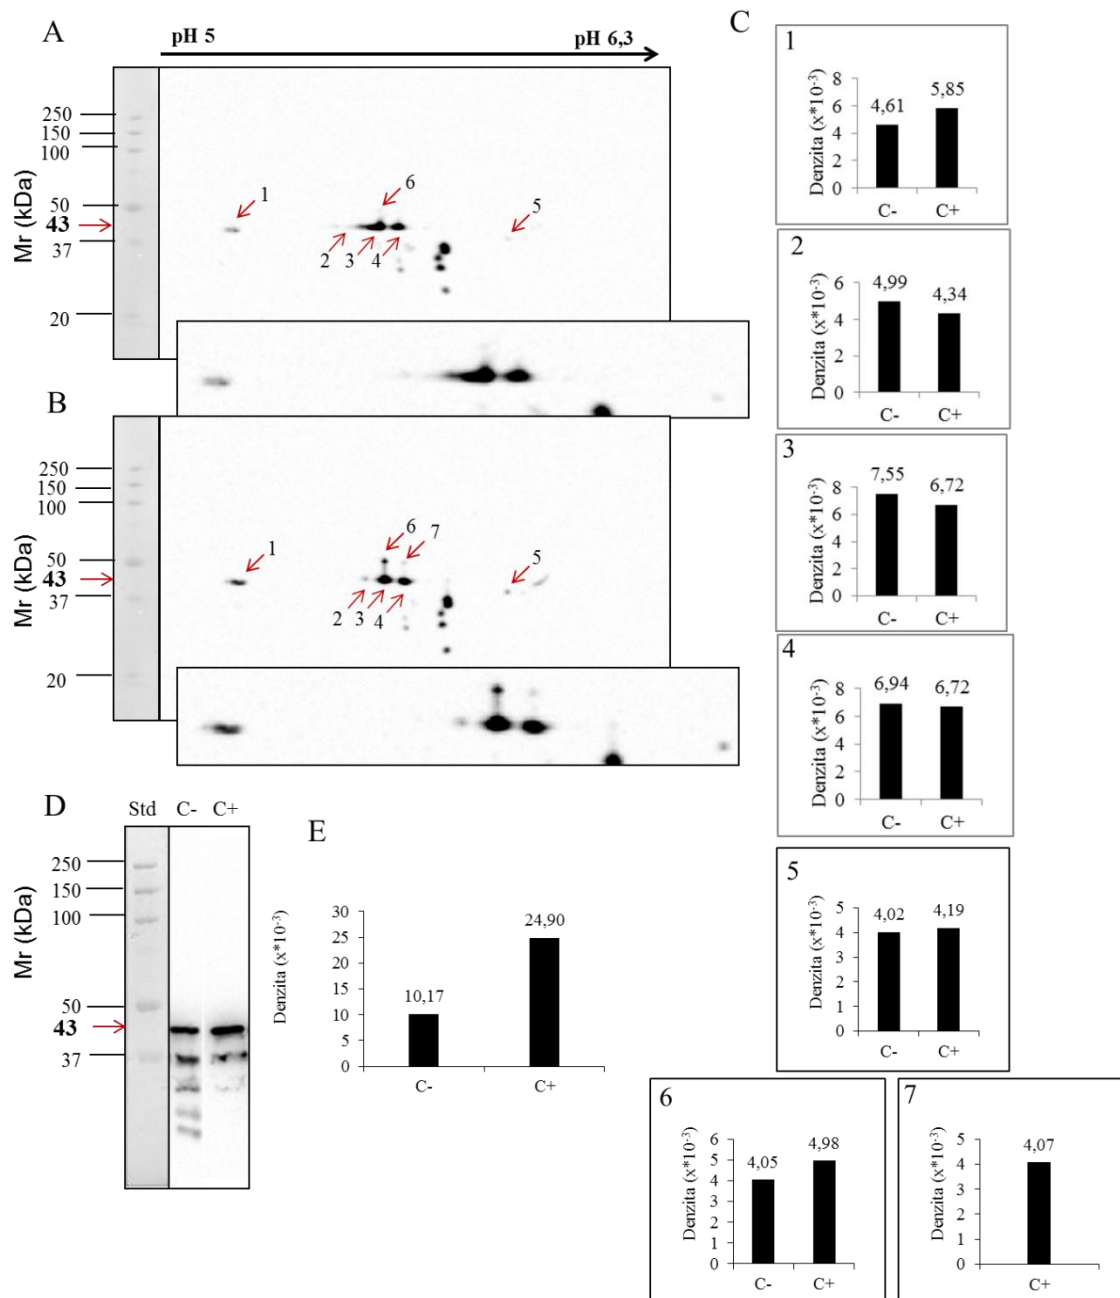 A
pH 5
pH 6,3
Mr (kDa)
250
150
100
50
43
37
20
1
6
5
2
3
4
B
Mr (kDa)
250
150
100
50
43
37
20
1
6
7
5
2
3
4
C
1
Denzita (x*10-3)
8
6
4
2
0
4,61
5,85
C-
C+
2
Denzita (x*10-3)
6
4
2
0
4,99
4,34
C-
C+
3
Denzita (x*10-3)
8
6
4
2
0
7,55
6,72
C-
C+
4
Denzita (x*10-3)
8
6
4
2
0
6,94
6,72
C-
C+
5
Denzita (x*10-3)
5
4
3
2
1
0
4,02
4,19
C-
C+
6
Denzita (x*10-3)
6
5
4
3
2
1
0
4,05
4,98
C-
C+
7
Denzita (x*10-3)
5
4
3
2
1
0
4,07
C+
D
Std
C-
C+
Mr (kDa)
250
150
100
50
43
37
E
Denzita (x*10-3)
30
25
20
15
10
5
0
10,17
24,90
C-
C+